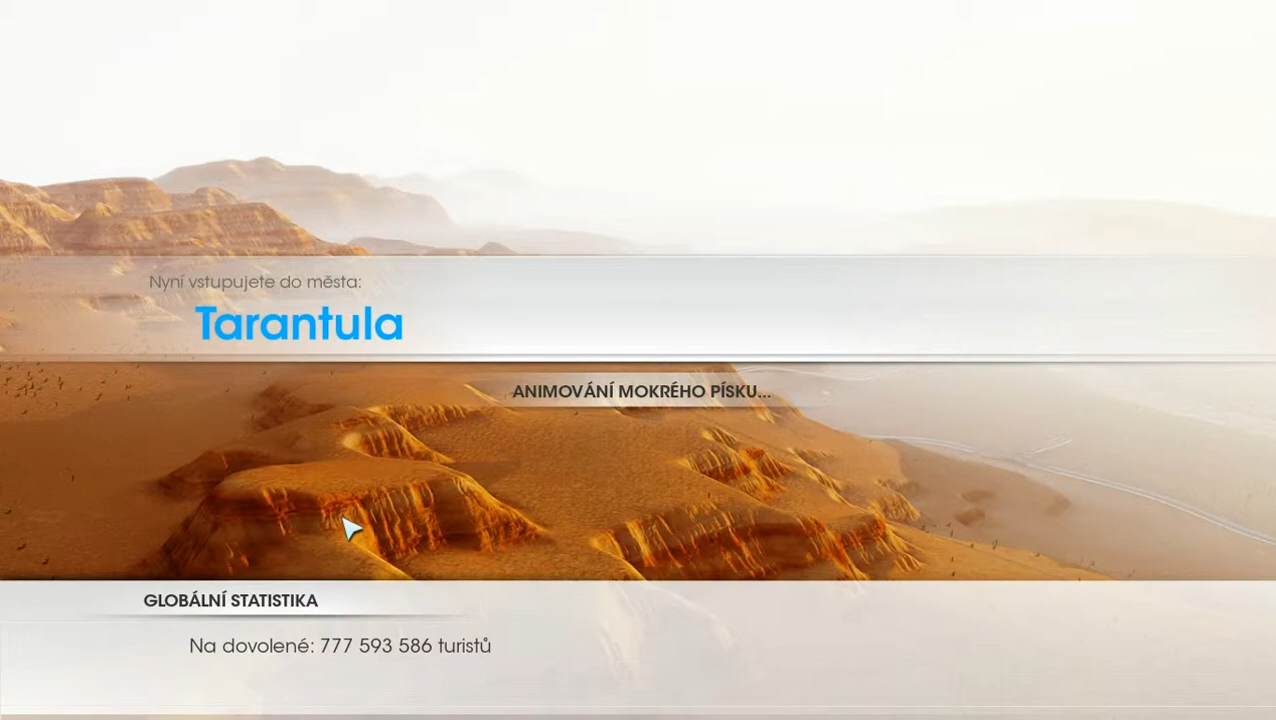 Nyní vstupujete do města:
Tarantula
ANIMOVÁNÍ MOKRÉHO PÍSKU...
GLOBÁLNÍ STATISTIKA
Na dovolené: 777 593 586 turistů